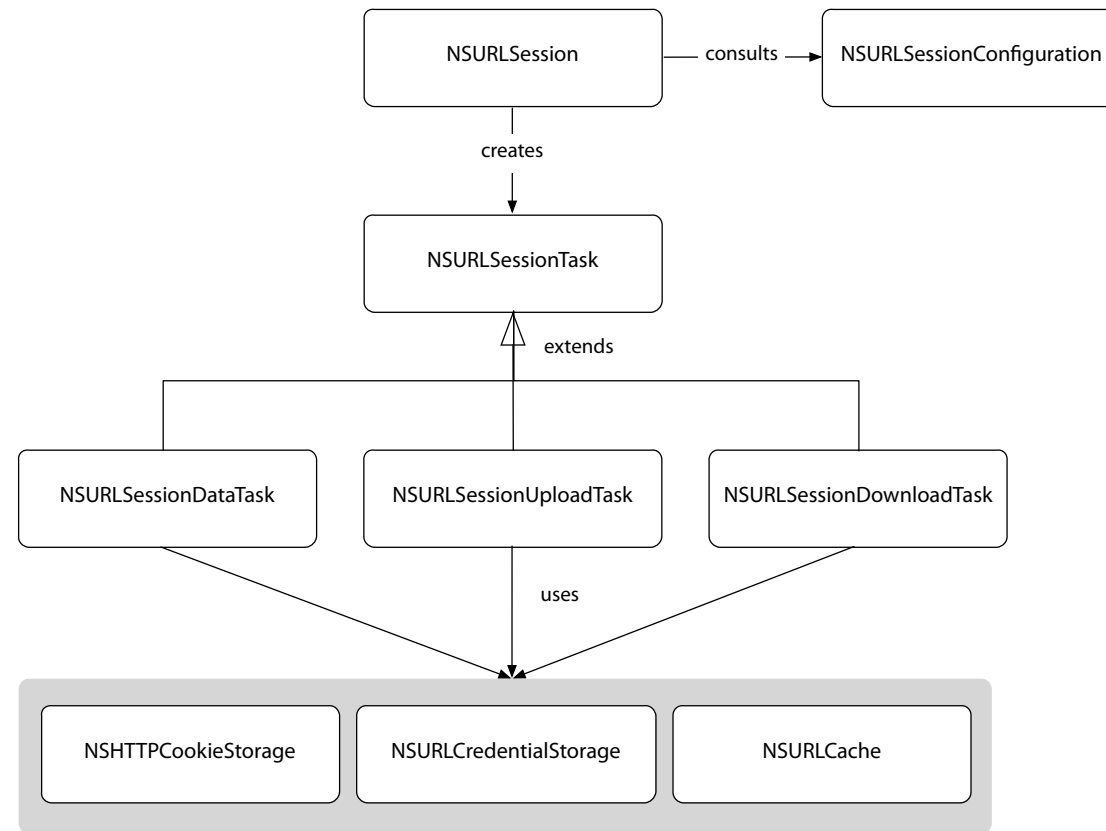 NSURLSession
consults
NSURLSessionConfiguration
creates
NSURLSessionTask
extends
NSURLSessionDataTask
NSURLSessionUploadTask
NSURLSessionDownloadTask
uses
NSHTTPCookieStorage
NSURLCredentialStorage
NSURLCache